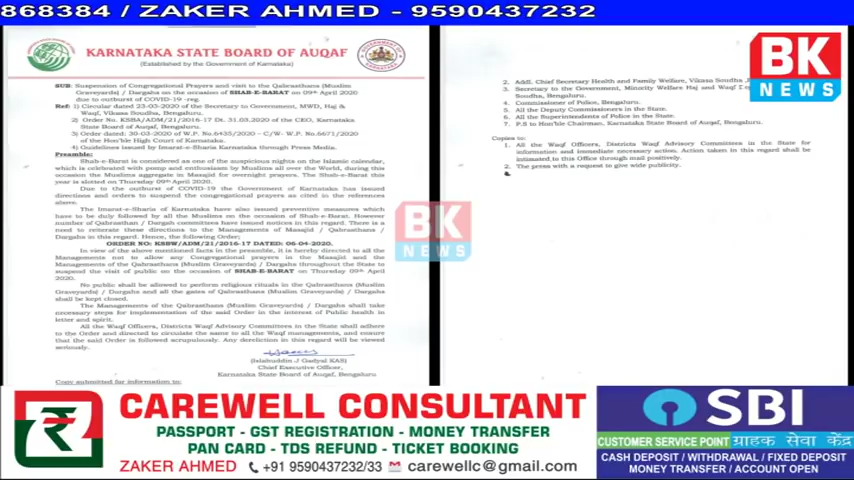 868384 / ZAKER AHMED - 9590437232
KARNATAKA STATE BOARD OF AUQAF
(Established by the Government of Karnataka)
SUB: Suspension of Congregational Prayers and visit to the Qabrasthans (Muslim
Graveyards) / Dargahs on the occasion of SHAB-E-BARAT on 09th April 2020
due to outburst of COVID-19 -reg.
Ref: 1) Circular dated 23-03-2020 of the Secretary to Government, MWD, Haj &
Waqf, Vikasa Soudha, Bengaluru.
2) Order No. KSBA/ADM/21/2016-17 Dt. 31.03.2020 of the CEO, Karnataka
State Board of Auqaf, Bengaluru.
3) Order dated: 30-03-2020 in W.P. No.6435/2020 - C/W- W.P. No.6671/2020
of the Hon'ble High Court of Karnataka.
4) Guidelines issued by Imarat-e-Sharia Karnataka through Press Media.
Preamble:
Shab-e-Barat is considered as one of the suspicious nights on the Islamic calendar,
which is celebrated with pomp and enthusiasm by Muslims all over the World, during this
occasion the Muslims aggregate in Masajid for overnight prayers. The Shab-e-Barat this
year is slotted on Thursday 09th April 2020.
Due to the outburst of COVID-19 the Government of Karnataka has issued
directions and orders to suspend the congregational prayers as cited in the references
above.
The Imarat-e-Sharia of Karnataka have also issued preventive measures which
have to be duly followed by all the Muslims on the occasion of Shab-e-Barat. However
number of Qabrasthan / Dargah committees have issued notices in this regard. There is a
need to reiterate these directions to the Managements of Masajid / Qabrasthans /
Dargahs in this regard. Hence, the following Order;
ORDER NO: KSBW/ADM/21/2016-17 DATED: 06-04-2020.
In view of the above mentioned facts in the preamble, it is hereby directed to all the
Managements not to allow any Congregational prayers in the Masajid and the
Managements of the Qabrasthans (Muslim Graveyards) / Dargahs throughout the State to
suspend the visit of public on the occasion of SHAB-E-BARAT on Thursday 09th April
2020.
No public shall be allowed to perform religious rituals in the Qabrasthans (Muslim
Graveyards) / Dargahs and all the gates of Qabrasthans (Muslim Graveyards) / Dargahs
shall be kept closed.
The Managements of the Qabrasthans (Muslim Graveyards) / Dargahs shall take
necessary steps for implementation of the said Order in the interest of Public health in
letter and spirit.
All the Waqf Officers, Districts Waqf Advisory Committees in the State shall adhere
to the Order and directed to circulate the same to all the Waqf managements, and ensure
that the said Order is followed scrupulously. Any dereliction in this regard will be viewed
seriously.
(Islahuddin J Gadyal KAS)
Chief Executive Officer,
Karnataka State Board of Auqaf, Bengaluru
Copy submitted for information to:
2. Addl. Chief Secretary Health and Family Welfare, Vikasa Soudha
3. Secretary to the Government, Minority Welfare Haj and Waqf
Soudha, Bengaluru.
4. Commissioner of Police, Bengaluru.
5. All the Deputy Commissioners in the State.
6. All the Superintendents of Police in the State.
7. P.S to Hon'ble Chairman, Karnataka State Board of Auqaf, Bengaluru.
Copies to:
1. All the Waqf Officers, Districts Waqf Advisory Committees in the State for
information and immediate necessary action. Action taken in this regard shall be
intimated to this Office through mail positively.
2. The press with a request to give wide publicity.
BK
NEWS
BK
NEWS
CAREWELL CONSULTANT
PASSPORT - GST REGISTRATION - MONEY TRANSFER
PAN CARD - TDS REFUND - TICKET BOOKING
ZAKER AHMED +91 9590437232/33 carewellc@gmail.com
SBI
CUSTOMER SERVICE POINT ग्राहक सेवा केंद्र
CASH DEPOSIT / WITHDRAWAL / FIXED DEPOSIT
MONEY TRANSFER / ACCOUNT OPEN